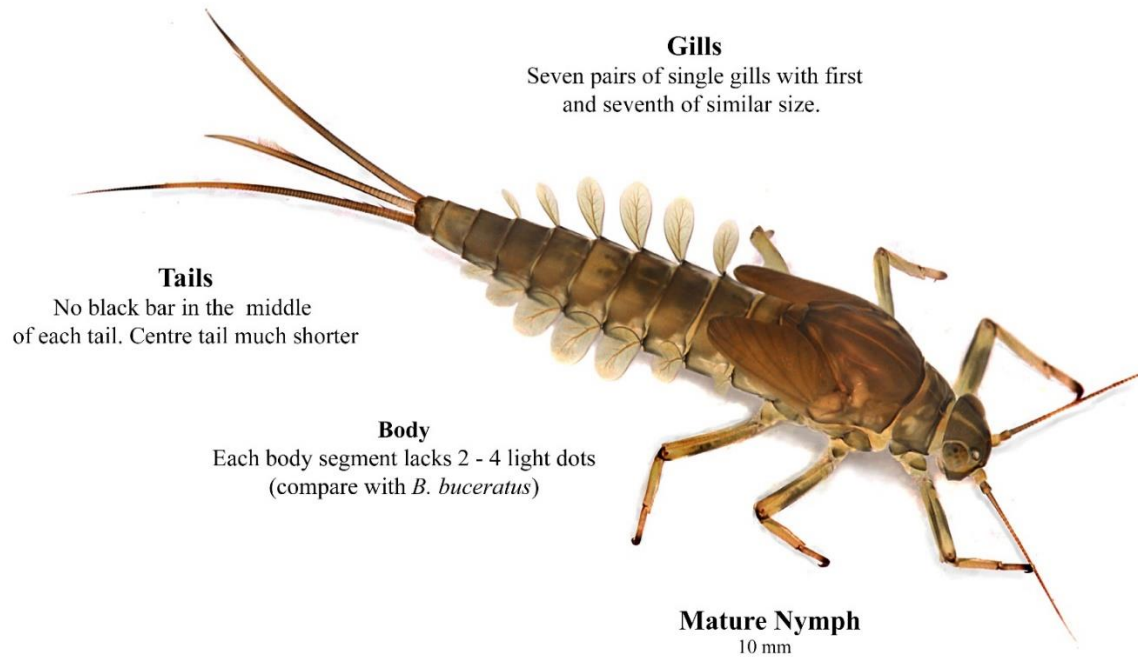 Gills
Seven pairs of single gills with first
and seventh of similar size.
Tails
No black bar in the middle
of each tail. Centre tail much shorter
Body
Each body segment lacks 2 - 4 light dots
(compare with B. buceratus)
Mature Nymph
10 mm